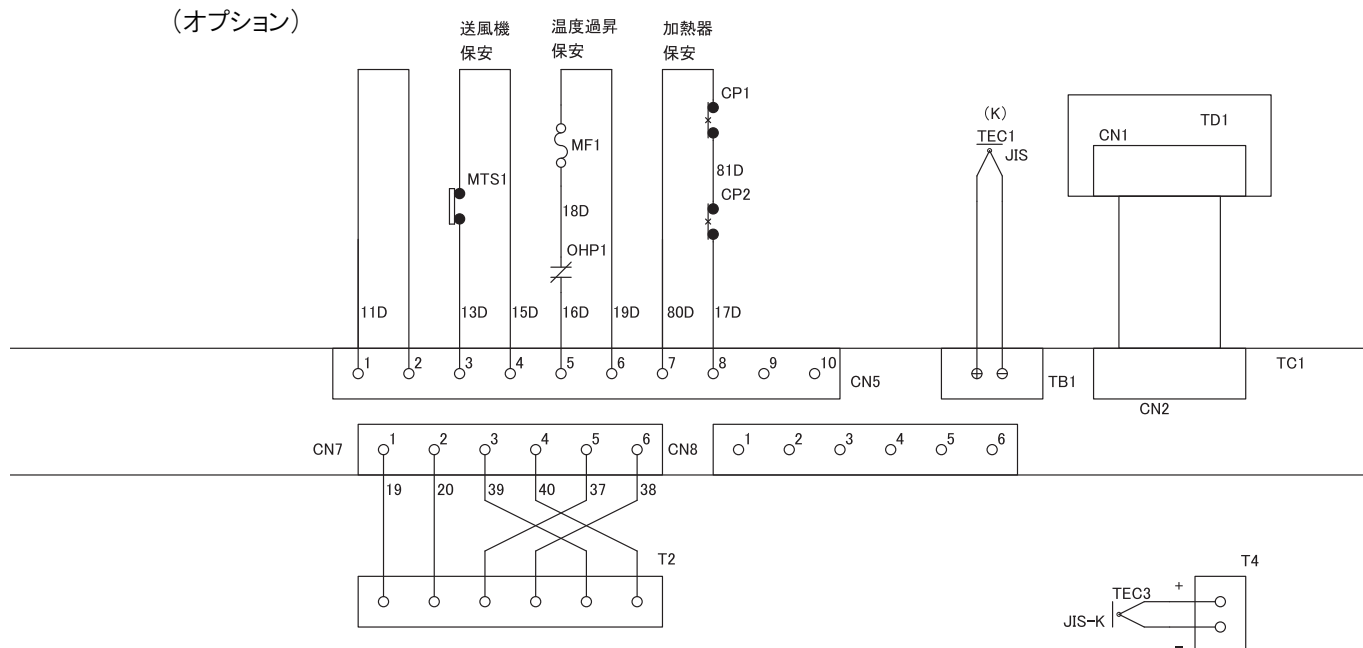 （オプション）
送風機
保安
温度過昇
保安
加熱器
保安
CP1
MF1
81D
MTS1
CP2
18D
OHP1
11D
13D
15D
16D
19D
80D
17D
(K)
TEC1
JIS
CN1
TD1
1 2 3 4 5 6 7 8 9 10
CN5
TB1
TC1
CN2
CN7
1 2 3 4 5 6
CN8
1 2 3 4 5 6
19 20 39 40 37 38
T2
T4
TEC3
+
JIS-K
-